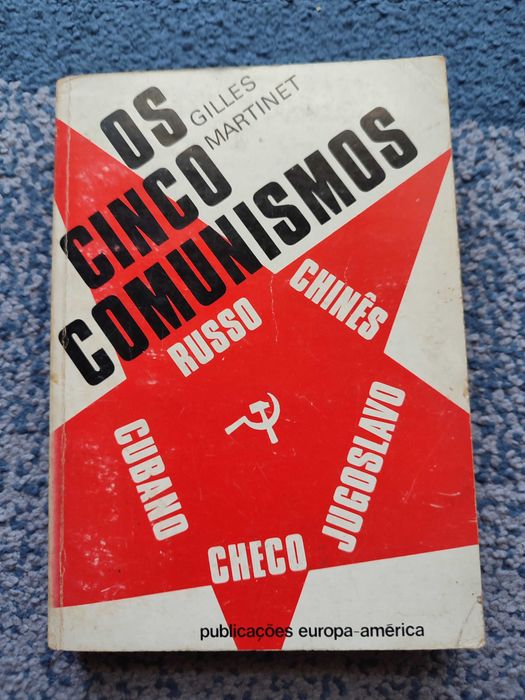 OS
CINCO
COMUNISMOS
GILLES
MARTINET
RUSSO
CHINÊS
CUBANO
JUGOSLAVO
CHECO
publicações europa-américa